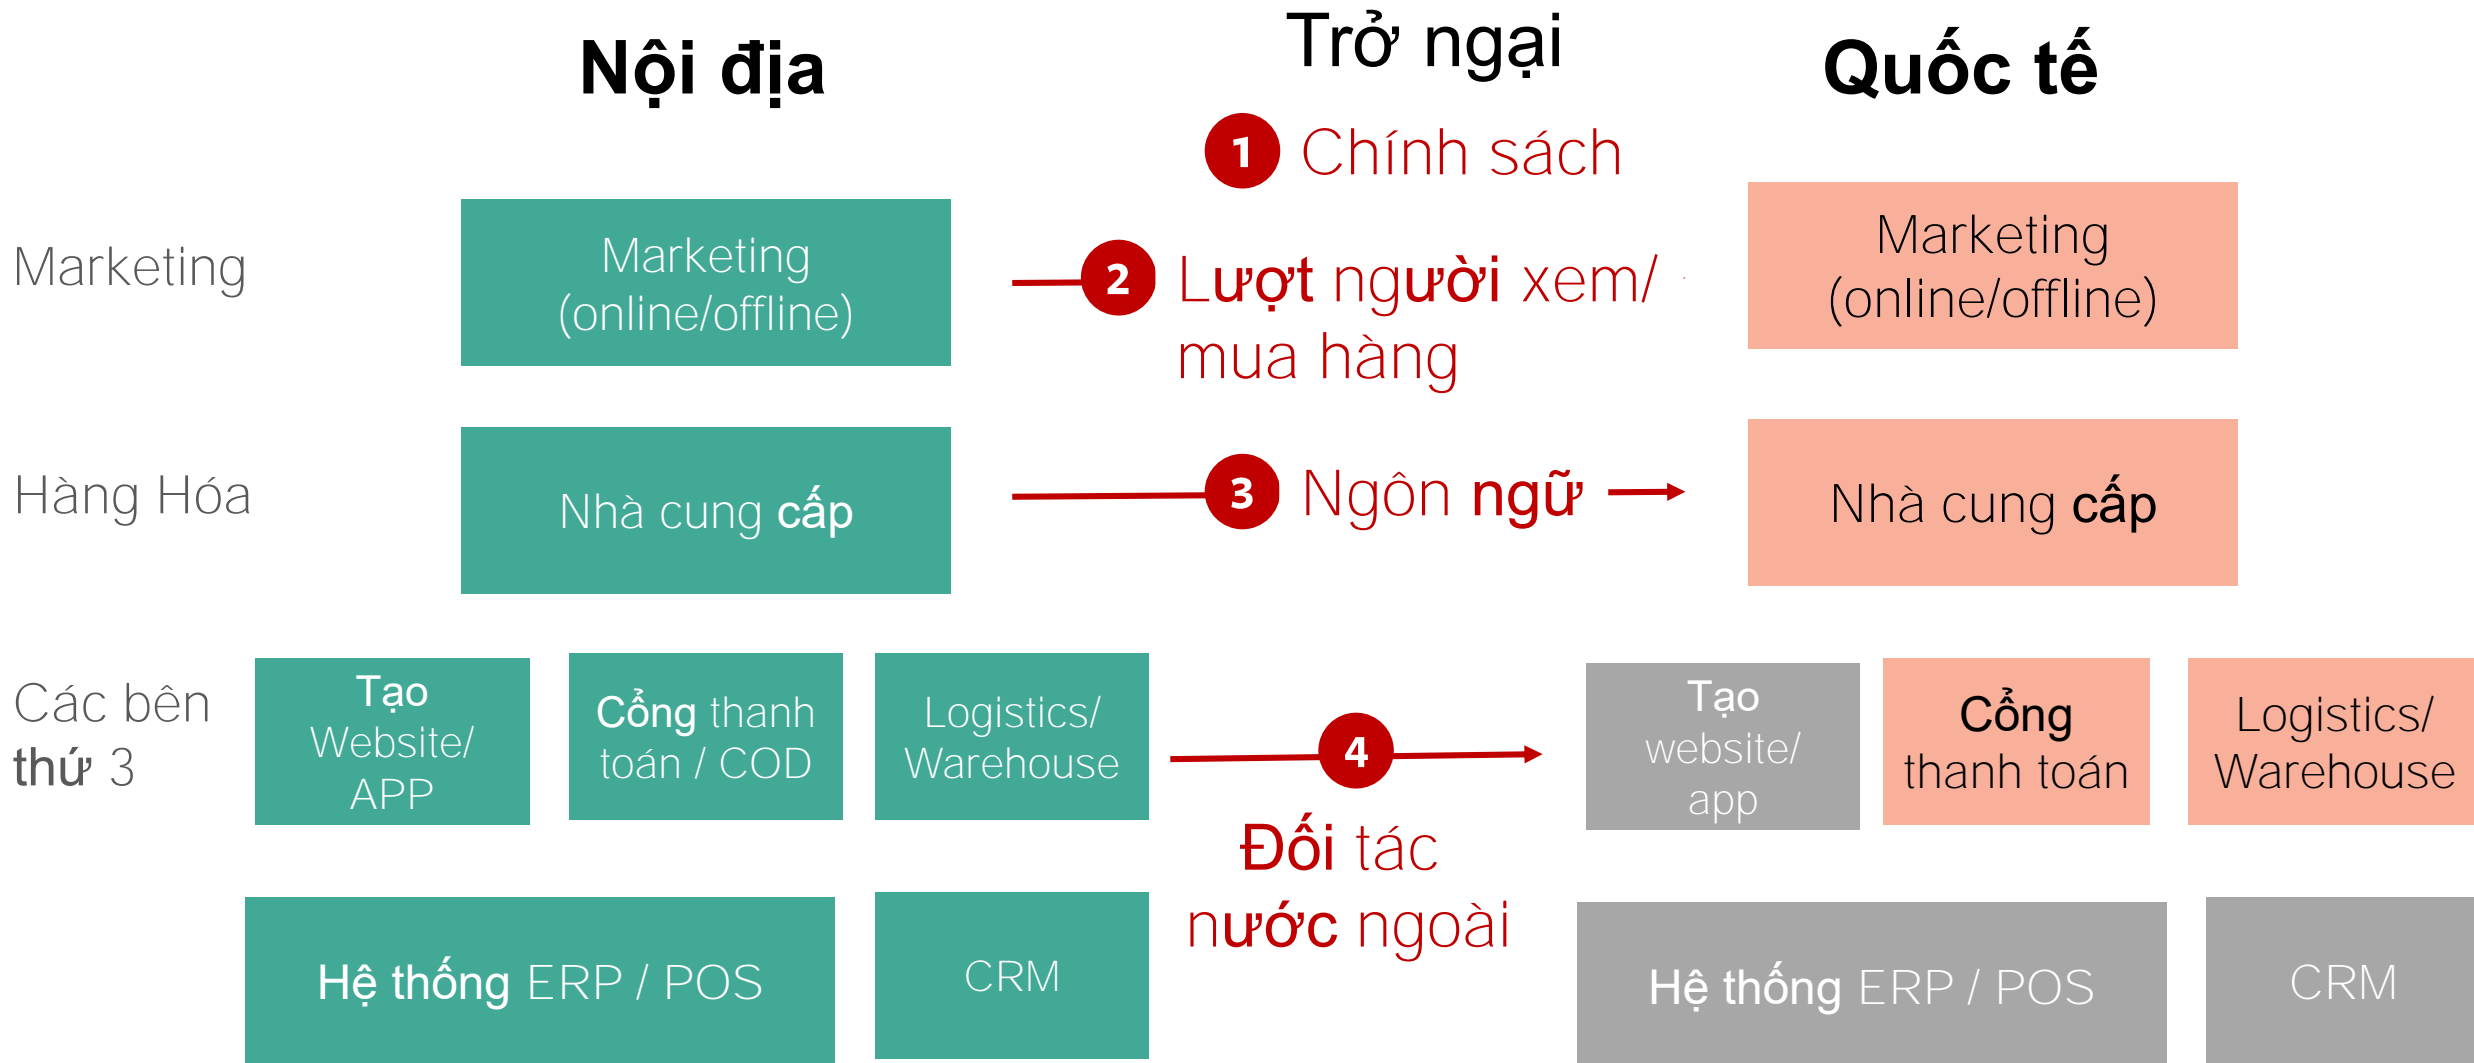 Nội địa
Trở ngại
Quốc tế
1 Chính sách
Marketing
Marketing
(online/offline)
2 Lượt người xem/
mua hàng
Marketing
(online/offline)
Hàng Hóa
Nhà cung cấp
3 Ngôn ngữ
Nhà cung cấp
Các bên
thứ 3
Tạo
Website/
APP
Cổng thanh
toán / COD
Logistics/
Warehouse
4
Đối tác
nước ngoài
Tạo
website/
app
Cổng
thanh toán
Logistics/
Warehouse
Hệ thống ERP / POS
CRM
Hệ thống ERP / POS
CRM